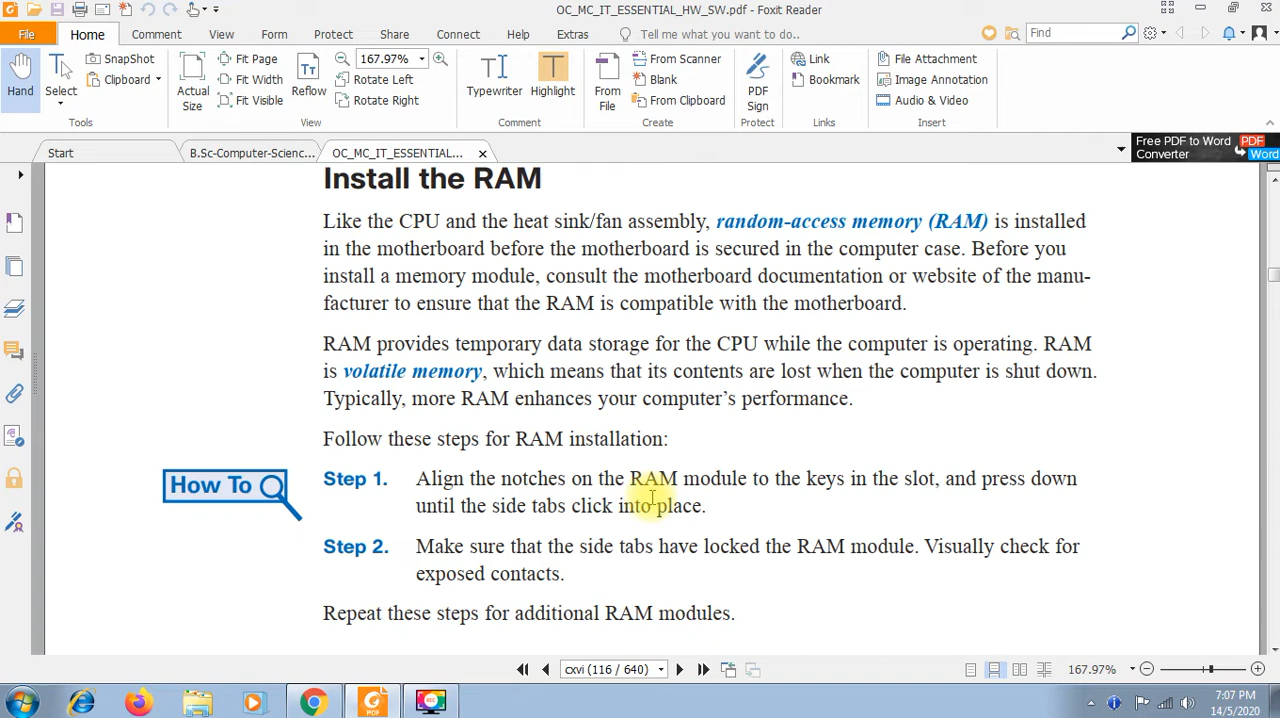 OC_MC_IT_ESSENTIAL_HW_SW.pdf - Foxit Reader
File Home Comment View Form Protect Share Connect Help Extras Tell me what you want to do.. Find
Hand
Select
SnapShot
Clipboard
Tools
Actual Size
Fit Page
Fit Width
Fit Visible
Reflow
167.97%
Rotate Left
Rotate Right
View
Typewriter
Highlight
Comment
From File
From Scanner
Blank
From Clipboard
Create
PDF Sign
Protect
Link
Bookmark
Links
File Attachment
Image Annotation
Audio & Video
Insert
Start B.Sc-Computer-Scienc... OC_MC_IT_ESSENTIAL...
Free PDF to Word PDF
Converter Word
Install the RAM
Like the CPU and the heat sink/fan assembly, random-access memory (RAM) is installed
in the motherboard before the motherboard is secured in the computer case. Before you
install a memory module, consult the motherboard documentation or website of the manu-
facturer to ensure that the RAM is compatible with the motherboard.
RAM provides temporary data storage for the CPU while the computer is operating. RAM
is volatile memory, which means that its contents are lost when the computer is shut down.
Typically, more RAM enhances your computer's performance.
Follow these steps for RAM installation:
How To
Step 1. Align the notches on the RAM module to the keys in the slot, and press down
until the side tabs click into place.
Step 2. Make sure that the side tabs have locked the RAM module. Visually check for
exposed contacts.
Repeat these steps for additional RAM modules.
cxvi (116 / 640) 167.97%
PDF
REC
7:07 PM
14/5/2020